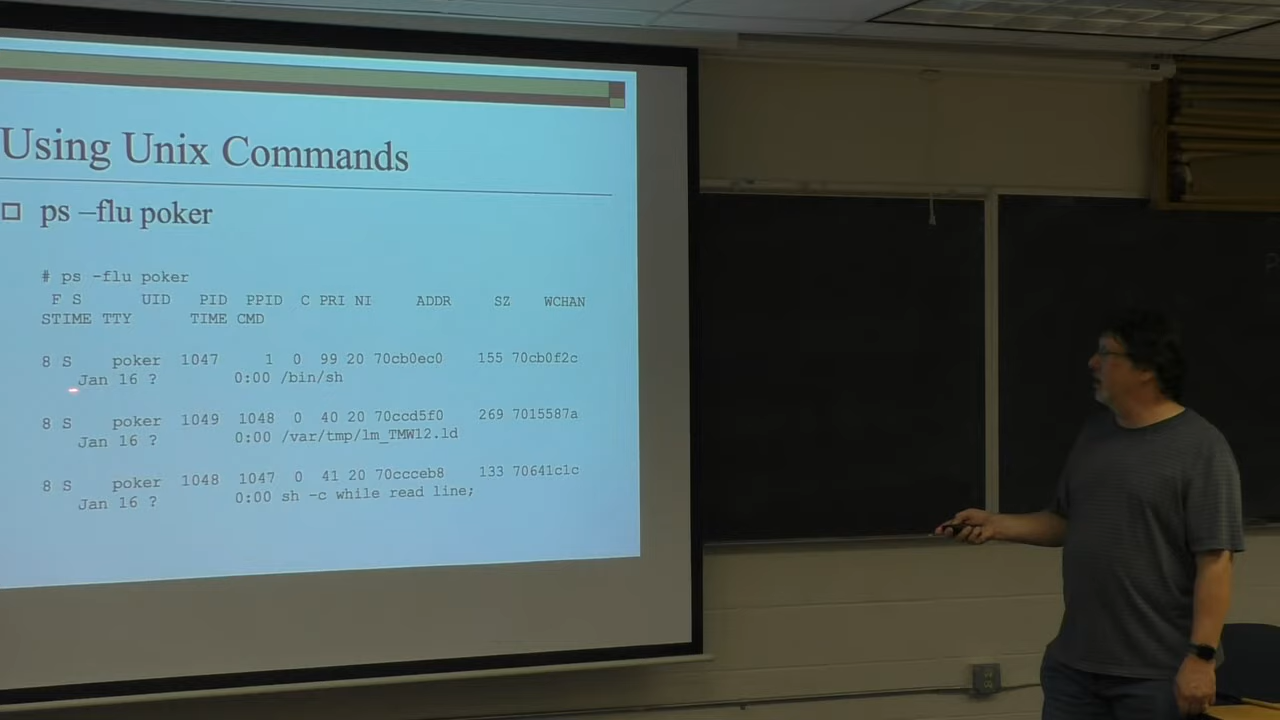 Using Unix Commands
ps –flu poker
# ps -flu poker
F S UID PID PPID C PRI NI ADDR SZ WCHAN
STIME TTY TIME CMD
8 S poker 1047 1 0 99 20 70cb0ec0 155 70cb0f2c
Jan 16 ? 0:00 /bin/sh
8 S poker 1049 1048 0 40 20 70ccd5f0 269 7015587a
Jan 16 ? 0:00 /var/tmp/lm_TMW12.ld
8 S poker 1048 1047 0 41 20 70ccceb8 133 70641c1c
Jan 16 ? 0:00 sh -c while read line;